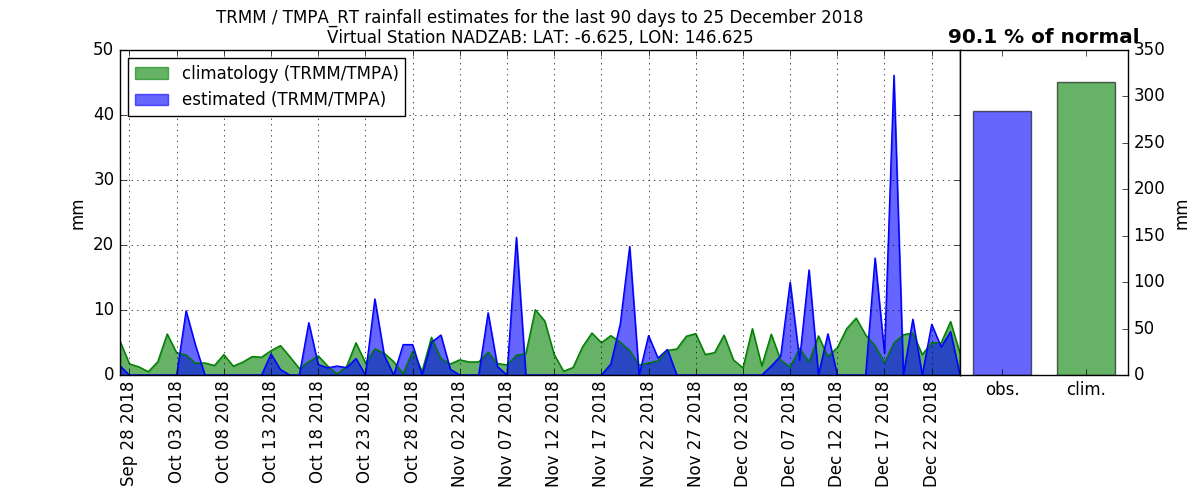 TRMM / TMPA_RT rainfall estimates for the last 90 days to 25 December 2018
Virtual Station NADZAB: LAT: -6.625, LON: 146.625
90.1 % of normal
climatology (TRMM/TMPA)
estimated (TRMM/TMPA)
50
40
30
20
10
0
mm
Sep 28 2018
Oct 03 2018
Oct 08 2018
Oct 13 2018
Oct 18 2018
Oct 23 2018
Oct 28 2018
Nov 02 2018
Nov 07 2018
Nov 12 2018
Nov 17 2018
Nov 22 2018
Nov 27 2018
Dec 02 2018
Dec 07 2018
Dec 12 2018
Dec 17 2018
Dec 22 2018
obs.
clim.
350
300
250
200
150
100
50
0
mm